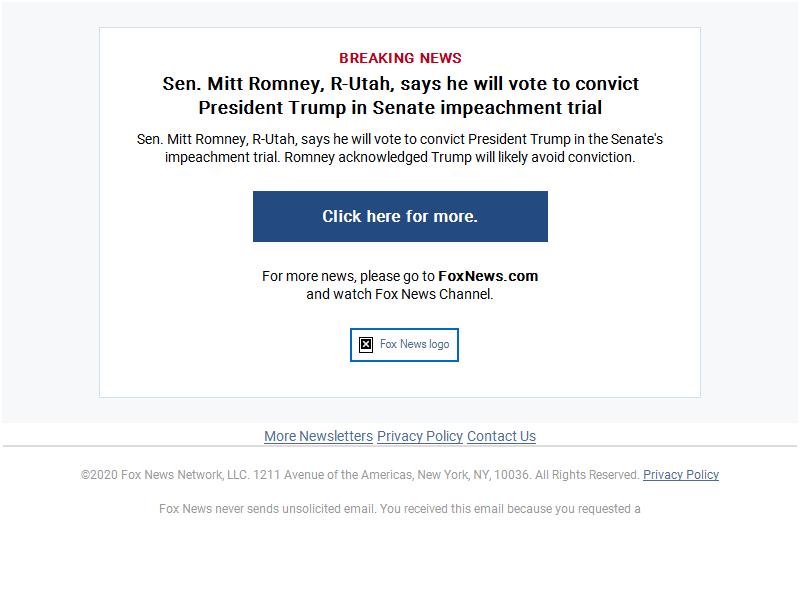 BREAKING NEWS
Sen. Mitt Romney, R-Utah, says he will vote to convict
President Trump in Senate impeachment trial
Sen. Mitt Romney, R-Utah, says he will vote to convict President Trump in the Senate's
impeachment trial. Romney acknowledged Trump will likely avoid conviction.
Click here for more.
For more news, please go to FoxNews.com
and watch Fox News Channel.
Fox News logo
More Newsletters Privacy Policy Contact Us
©2020 Fox News Network, LLC. 1211 Avenue of the Americas, New York, NY, 10036. All Rights Reserved. Privacy Policy
Fox News never sends unsolicited email. You received this email because you requested a